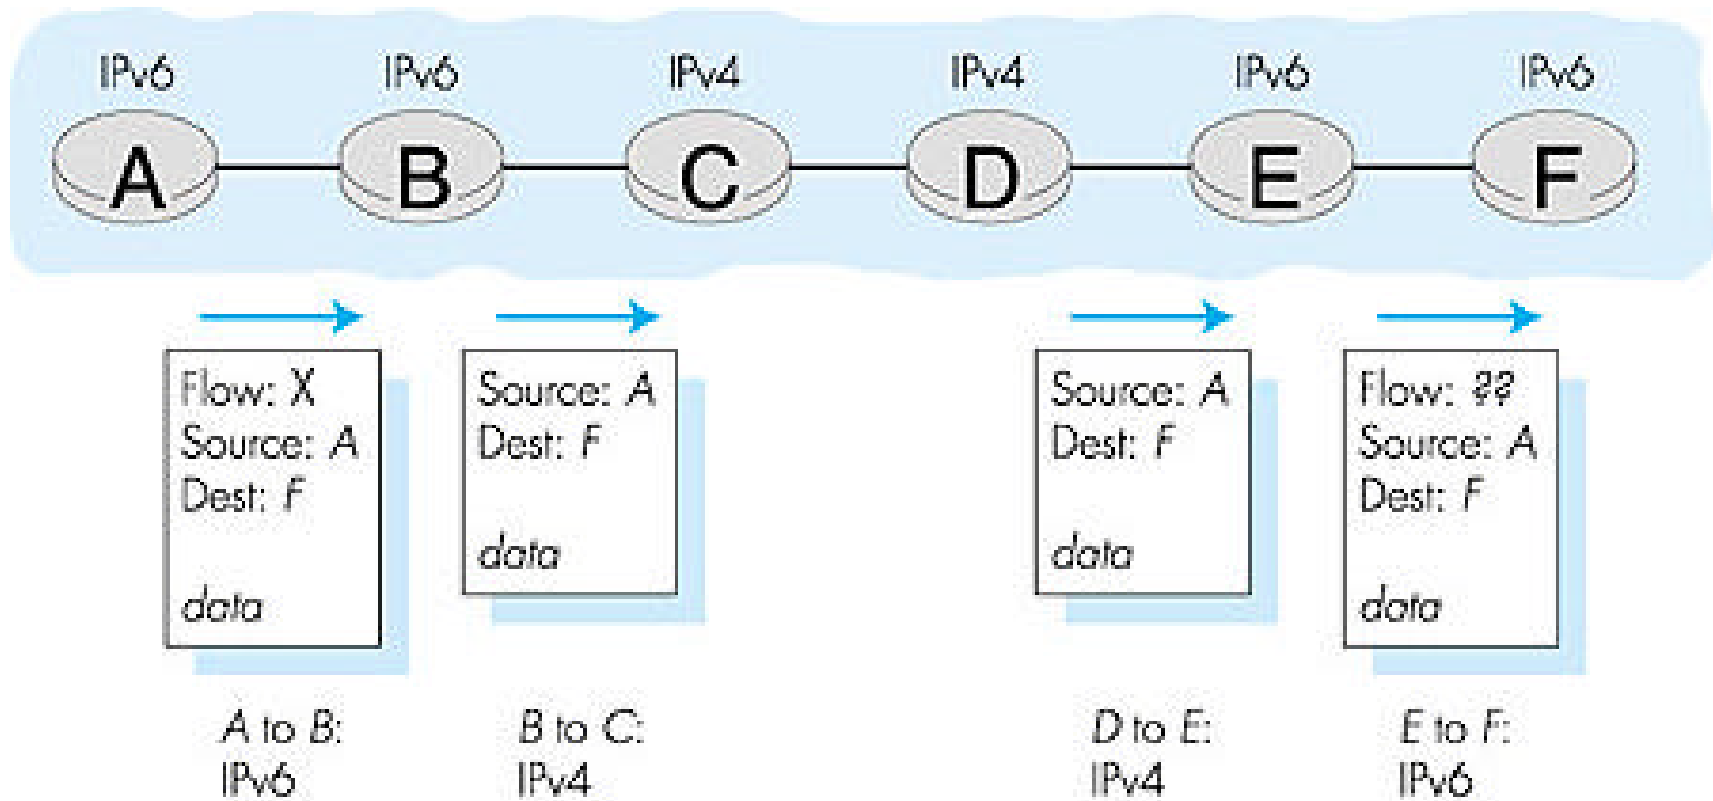 IPv6
IPv6
IPv4
IPv4
IPv6
IPv6
A
B
C
D
E
F
Flow: X
Source: A
Dest: F
data
Source: A
Dest: F
data
Source: A
Dest: F
data
Flow: ??
Source: A
Dest: F
data
A to B:
IPv6
B to C:
IPv4
D to E:
IPv4
E to F:
IPv6